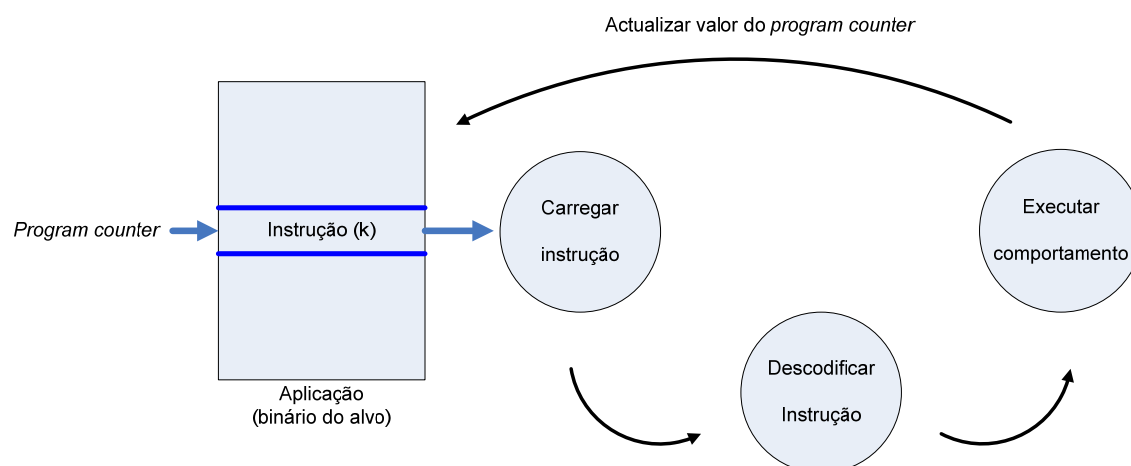 Actualizar valor do program counter
Program counter
Instrução (k)
Carregar
instrução
Executar
comportamento
Descodificar
Instrução
Aplicação
(binário do alvo)